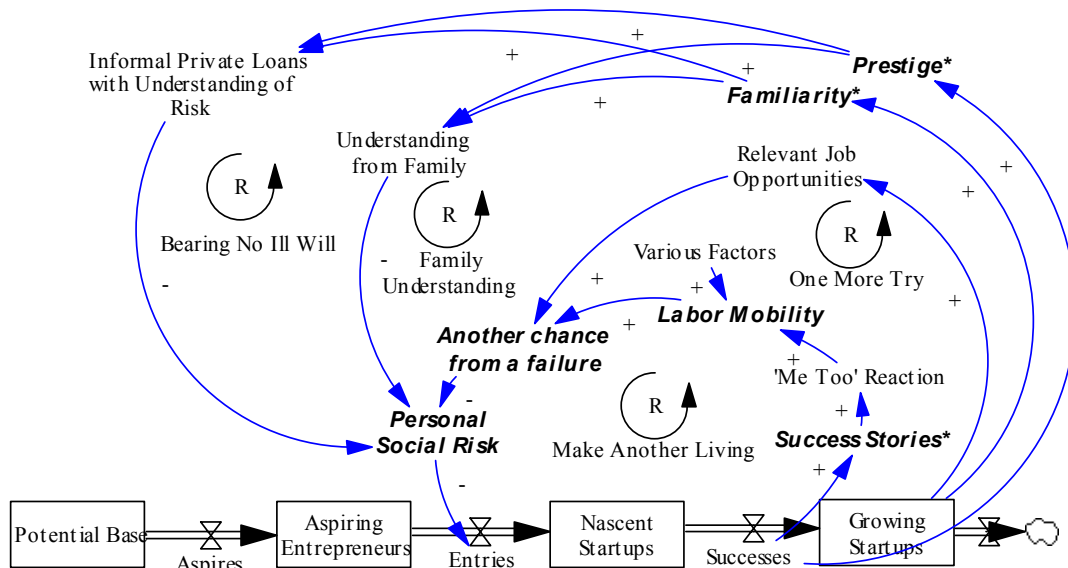 Informal Private Loans
with Understanding of
Risk
+
+
Prestige*
Familiarity*
+
+
Understanding
from Family
Relevant Job
Opportunities
+
+
R
Bearing No Ill Will
R
Family
Understanding
R
One More Try
-
-
Various Factors
+
+
+
+
Labor Mobility
Another chance
from a failure
+
'Me Too' Reaction
-
+
Personal
Social Risk
R
Make Another Living
Success Stories*
+
-
Potential Base
Aspires
Aspiring
Entrepreneurs
Entries
Nascent
Startups
Successes
Growing
Startups